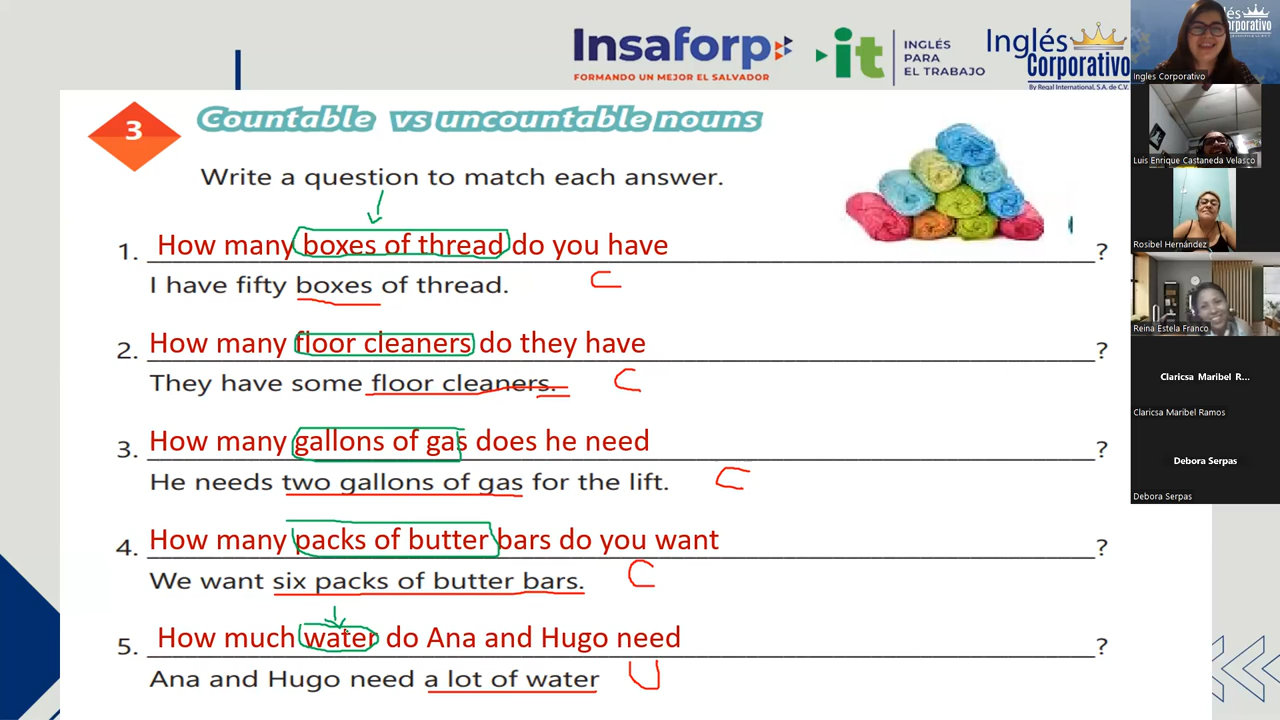 Insaforp
FORMANDO UN MEJOR EL SALVADOR
it
INGLÉS
PARA
EL TRABAJO
Inglés
Corporativo
By Regal International, S.A. de C.V.
Ingles Corporativo
3
Countable vs uncountable nouns
Write a question to match each answer.
1. How many boxes of thread do you have ?
I have fifty boxes of thread.
C
2. How many floor cleaners do they have ?
They have some floor cleaners.
C
3. How many gallons of gas does he need ?
He needs two gallons of gas for the lift.
C
4. How many packs of butter bars do you want ?
We want six packs of butter bars.
C
5. How much water do Ana and Hugo need ?
Ana and Hugo need a lot of water
U
Luis Enrique Castaneda Velasco
Rosibel Hernández
Reina Estela Franco
Claricsa Maribel R...
Claricsa Maribel Ramos
Debora Serpas
Debora Serpas